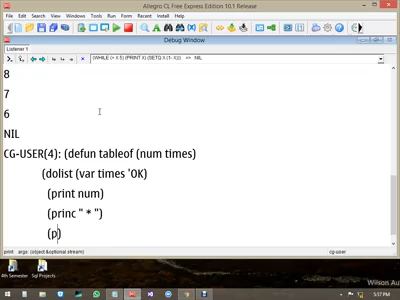 Allegro CL Free Express Edition 10.1 Release
File Edit Search View Windows Tools Run Form Recent Install Help
Debug Window
Listener 1
(WHILE (> X 5) (PRINT X) (SETQ X (1- X))) => NIL
8
7
6
NIL
CG-USER(4): (defun tableof (num times)
(dolist (var times 'OK)
(print num)
(princ " * ")
(p)
print args: (object &optional stream)
cg-user
4th Semester
Sql Projects
Wilson Au
5:57 PM